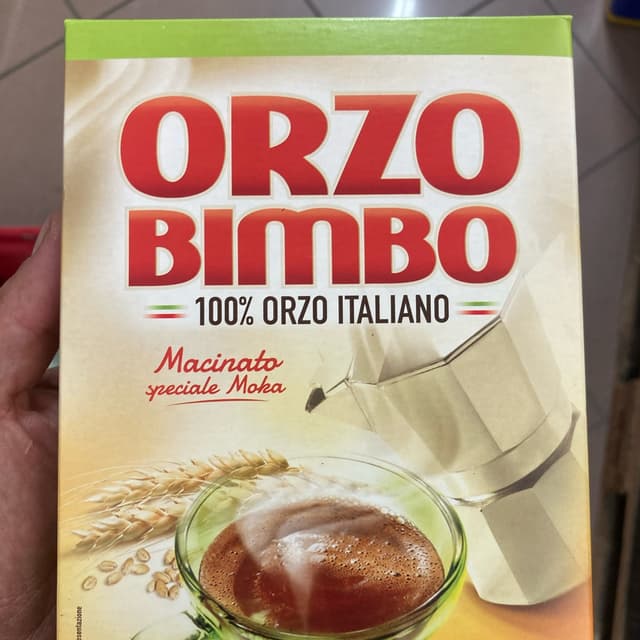 ORZO
BIMBO
100% ORZO ITALIANO
Macinato
speciale Moka